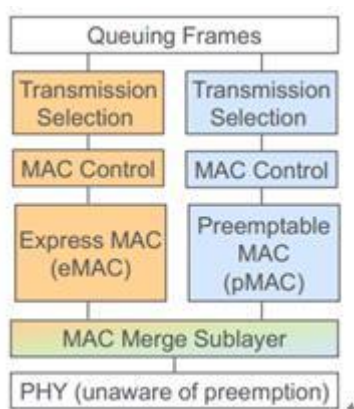 Queuing Frames
Transmission
Selection
Transmission
Selection
MAC Control
MAC Control
Express MAC
(eMAC)
Preemptable
MAC
(pMAC)
MAC Merge Sublayer
PHY (unaware of preemption)